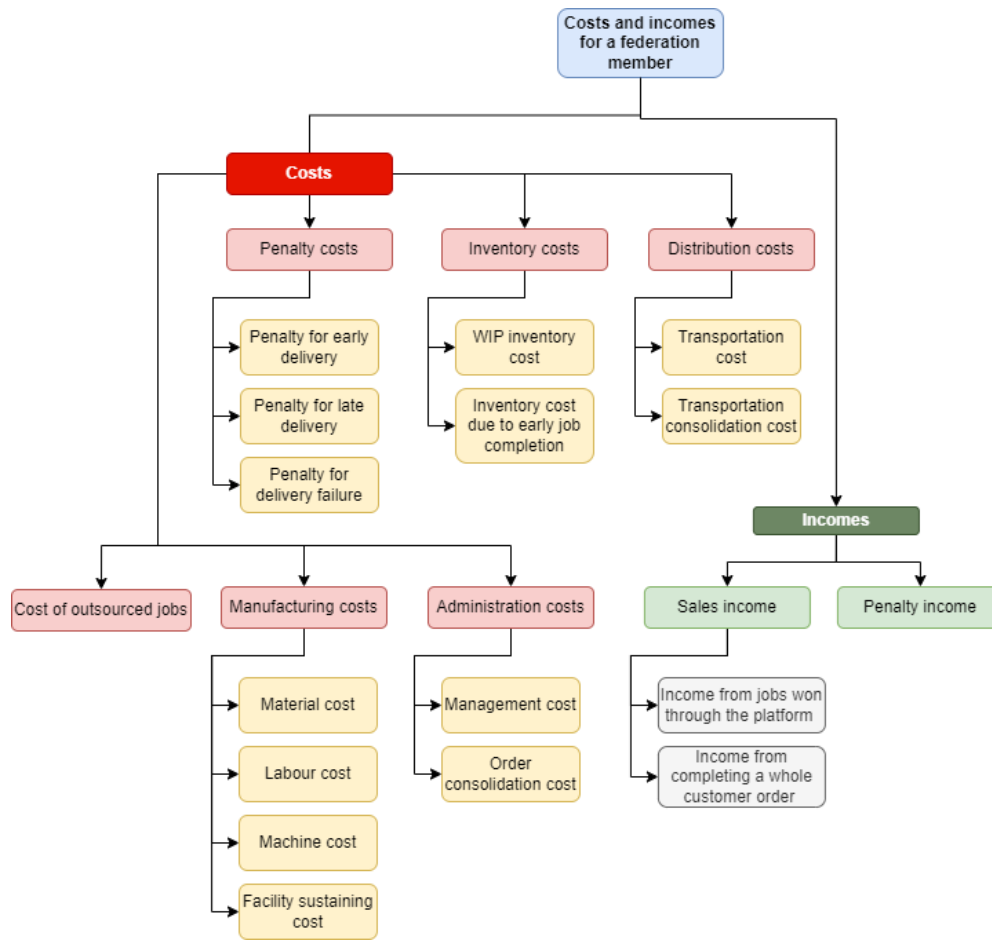 Costs and incomes
for a federation
member
Costs
Penalty costs
Inventory costs
Distribution costs
Penalty for early
delivery
WIP inventory
cost
Transportation
cost
Penalty for late
delivery
Inventory cost
due to early job
completion
Transportation
consolidation cost
Penalty for
delivery failure
Incomes
Cost of outsourced jobs
Manufacturing costs
Administration costs
Sales income
Penalty income
Material cost
Management cost
Income from jobs won
through the platform
Labour cost
Order
consolidation cost
Income from
completing a whole
customer order
Machine cost
Facility sustaining
cost